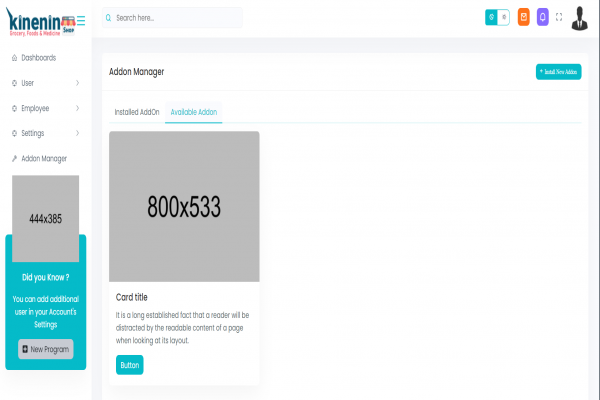 kinenin
Shop
Grocery, Foods & Medicine
Search here...
Dashboards
User
Employee
Settings
Addon Manager
444x385
Did you Know ?
You can add additional
user in your Account's
Settings
New Program
Addon Manager
+ Install New Addon
Installed AddOn
Available Addon
800x533
Card title
It is a long established fact that a reader will be
distracted by the readable content of a page
when looking at its layout.
Button